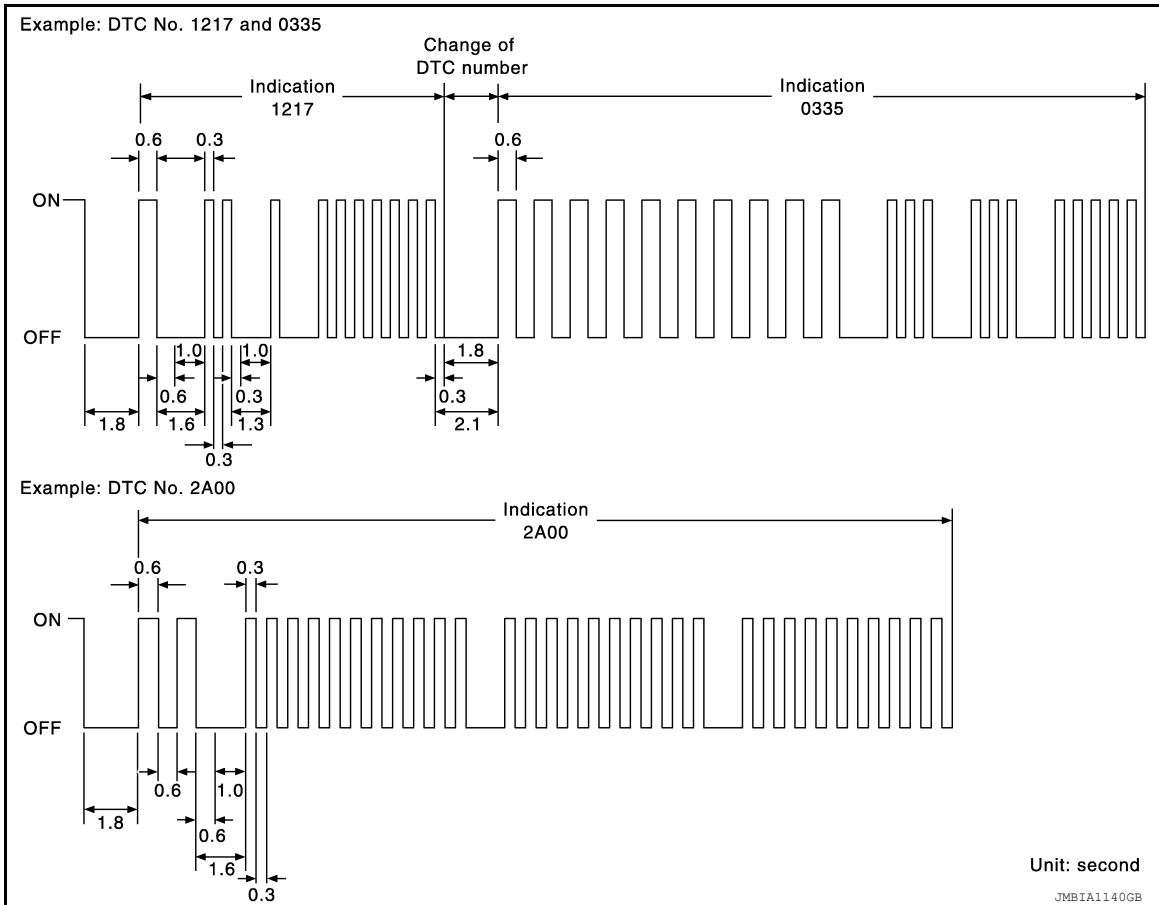 Example: DTC No. 1217 and 0335
Change of
DTC number
Indication
1217
Indication
0335
0.6
0.3
0.6
ON
OFF
1.0
1.0
1.8
0.6
0.3
0.3
1.8
1.6
1.3
2.1
0.3
Example: DTC No. 2A00
Indication
2A00
0.6
0.3
ON
OFF
0.6
1.0
1.8
0.6
1.6
0.3
Unit: second
JMBIA1140GB